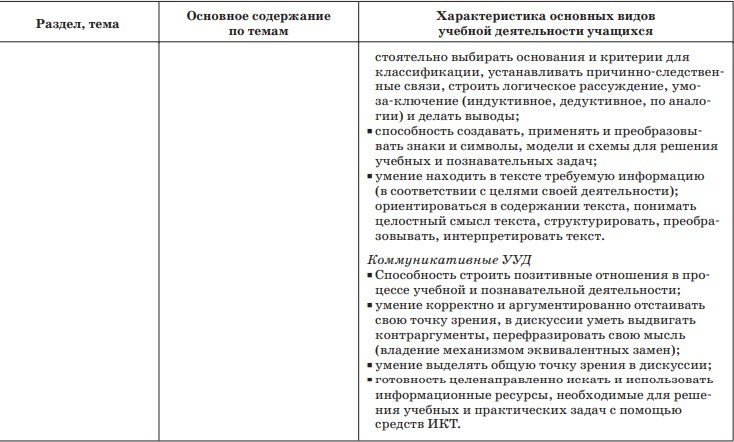 Раздел, тема
Основное содержание
по темам
Характеристика основных видов
учебной деятельности учащихся
стоятельно выбирать основания и критерии для
классификации, устанавливать причинно-следствен-
ные связи, строить логическое рассуждение, умо-
за-ключение (индуктивное, дедуктивное, по анало-
гии) и делать выводы;
▪ способность создавать, применять и преобразовы-
вать знаки и символы, модели и схемы для решения
учебных и познавательных задач;
▪ умение находить в тексте требуемую информацию
(в соответствии с целями своей деятельности);
ориентироваться в содержании текста, понимать
целостный смысл текста, структурировать, преобра-
зовывать, интерпретировать текст.
Коммуникативные УУД
▪ Способность строить позитивные отношения в про-
цессе учебной и познавательной деятельности;
▪ умение корректно и аргументированно отстаивать
свою точку зрения, в дискуссии уметь выдвигать
контраргументы, перефразировать свою мысль
(владение механизмом эквивалентных замен);
▪ умение выделять общую точку зрения в дискуссии;
▪ готовность целенаправленно искать и использовать
информационные ресурсы, необходимые для реше-
ния учебных и практических задач с помощью
средств ИКТ.